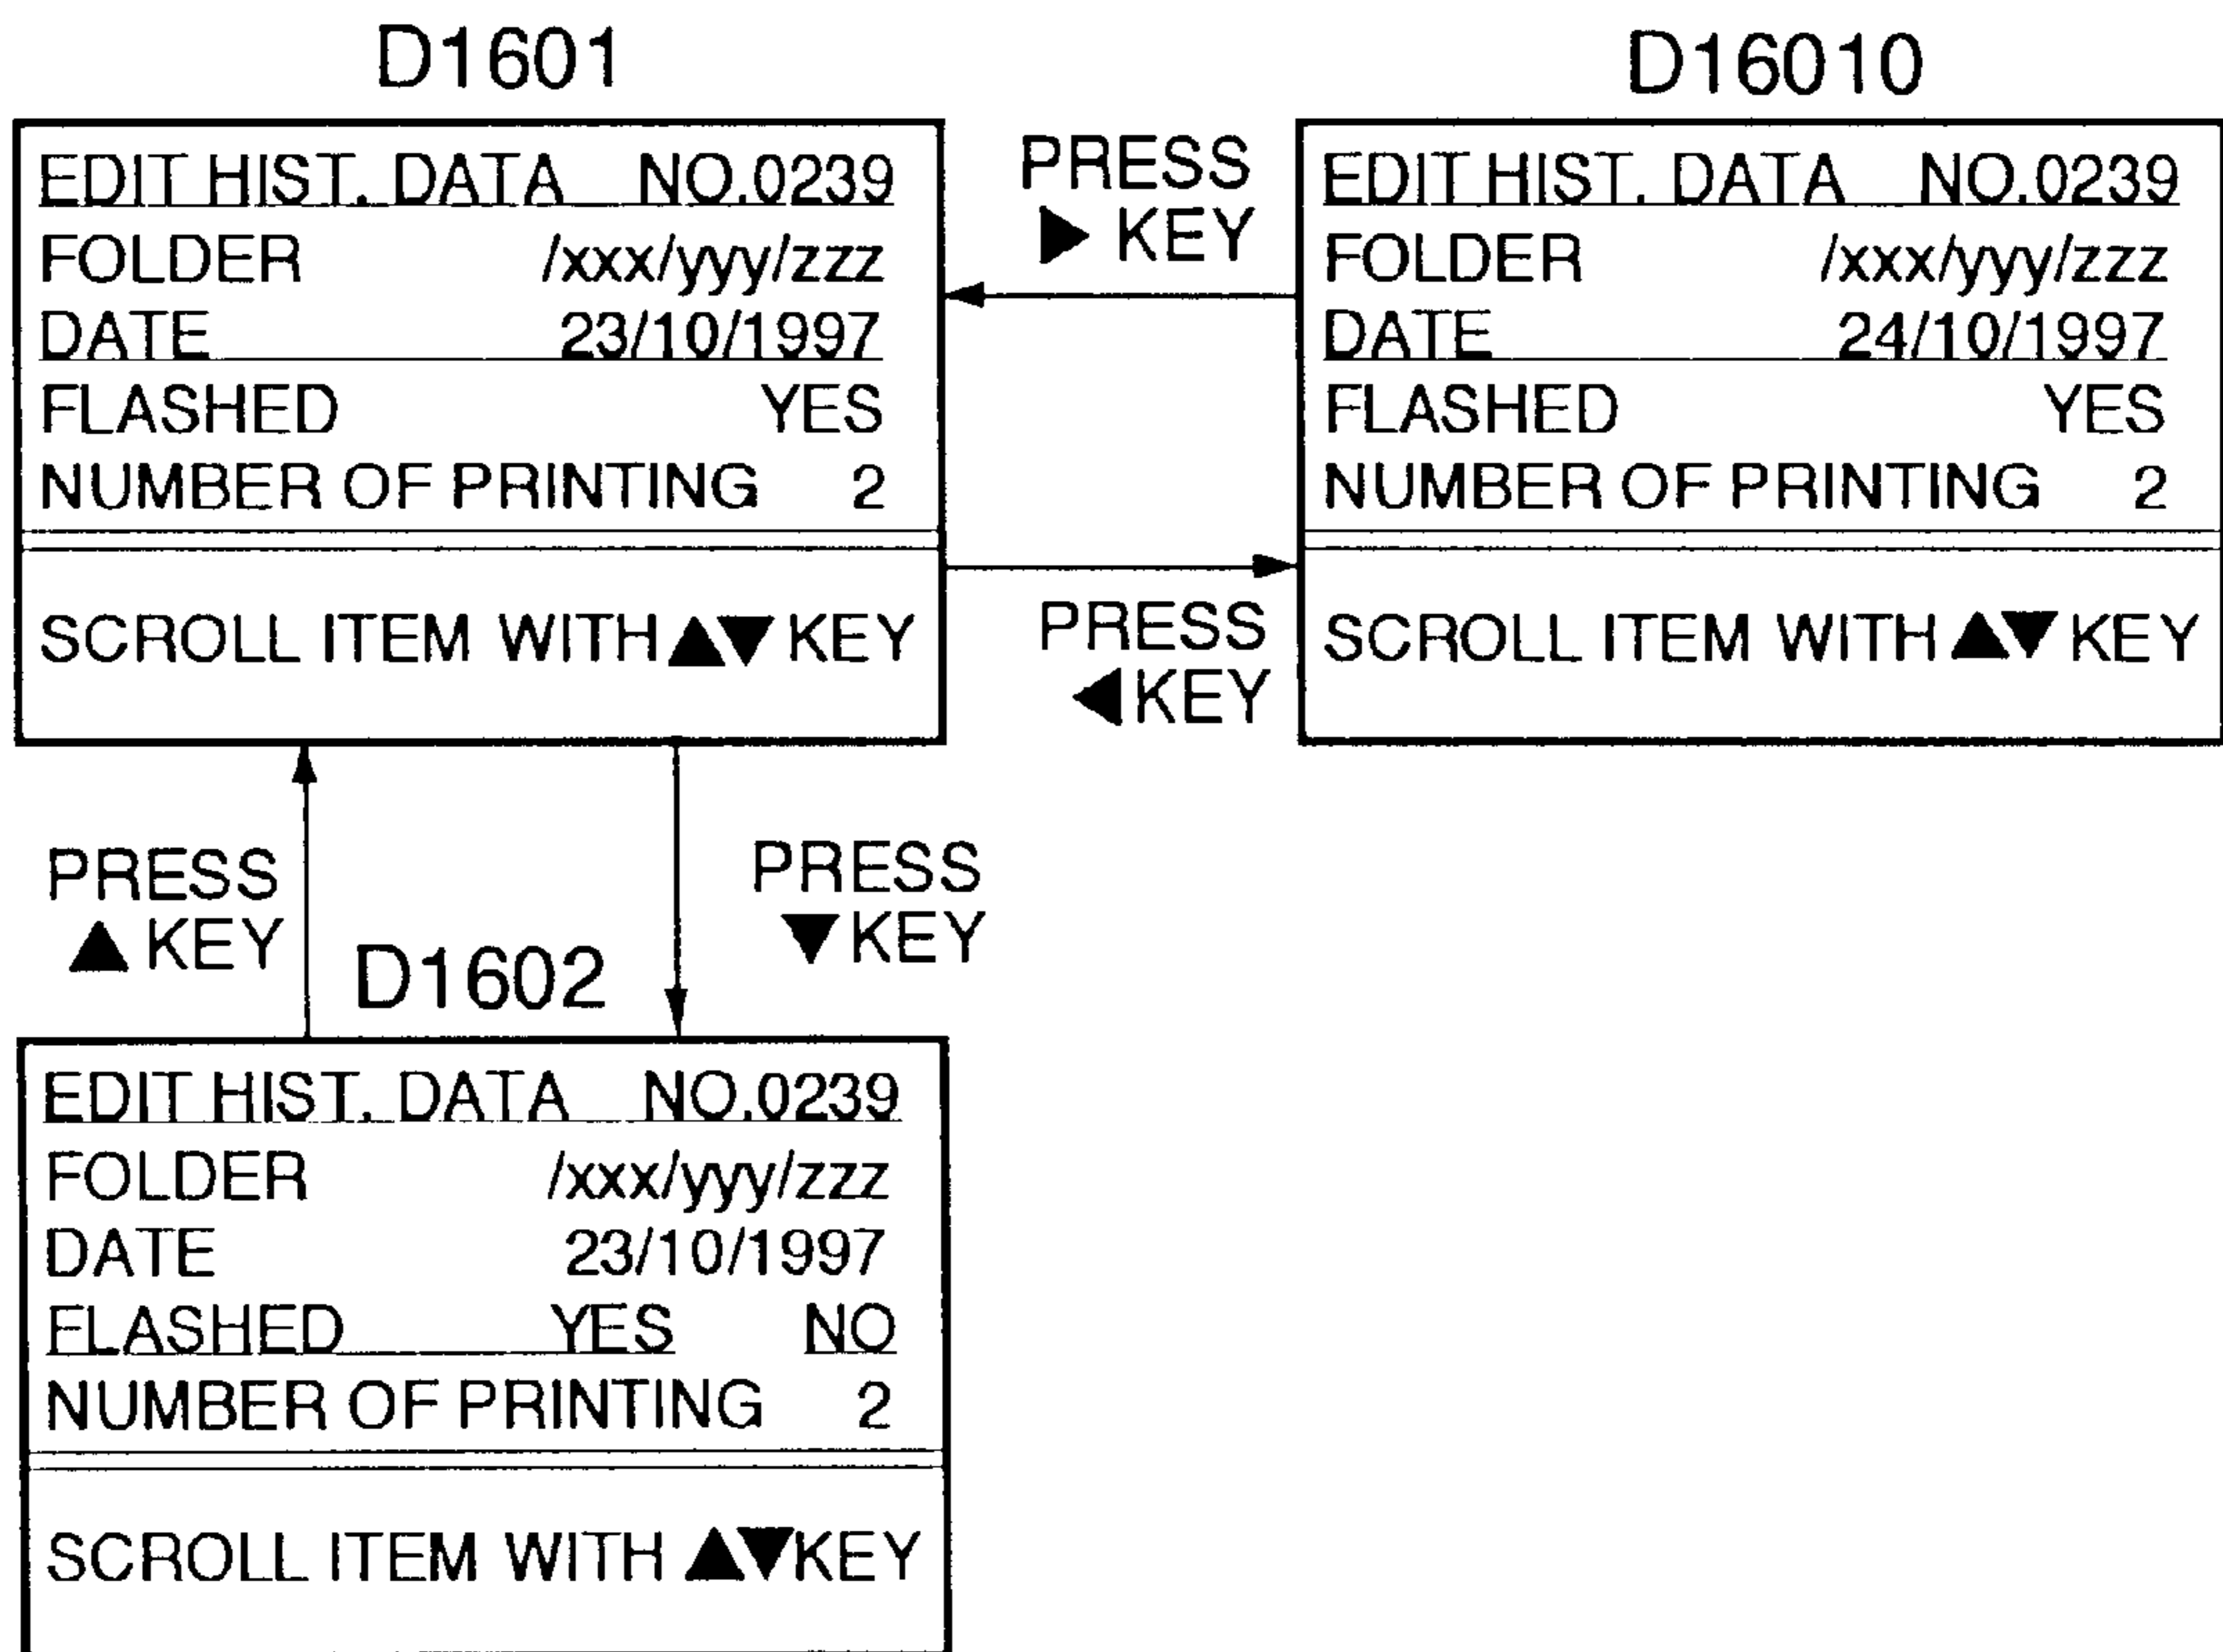 D1601
EDIT HIST. DATA NO.0239
FOLDER /xxx/yyy/zzz
DATE 23/10/1997
FLASHED YES
NUMBER OF PRINTING 2
SCROLL ITEM WITH ▲▼ KEY
PRESS
▶ KEY
PRESS
◀ KEY
D16010
EDIT HIST. DATA NO.0239
FOLDER /xxx/yyy/zzz
DATE 24/10/1997
FLASHED YES
NUMBER OF PRINTING 2
SCROLL ITEM WITH ▲▼ KEY
PRESS
▲ KEY
PRESS
▼ KEY
D1602
EDIT HIST. DATA NO.0239
FOLDER /xxx/yyy/zzz
DATE 23/10/1997
FLASHED YES NO
NUMBER OF PRINTING 2
SCROLL ITEM WITH ▲▼ KEY